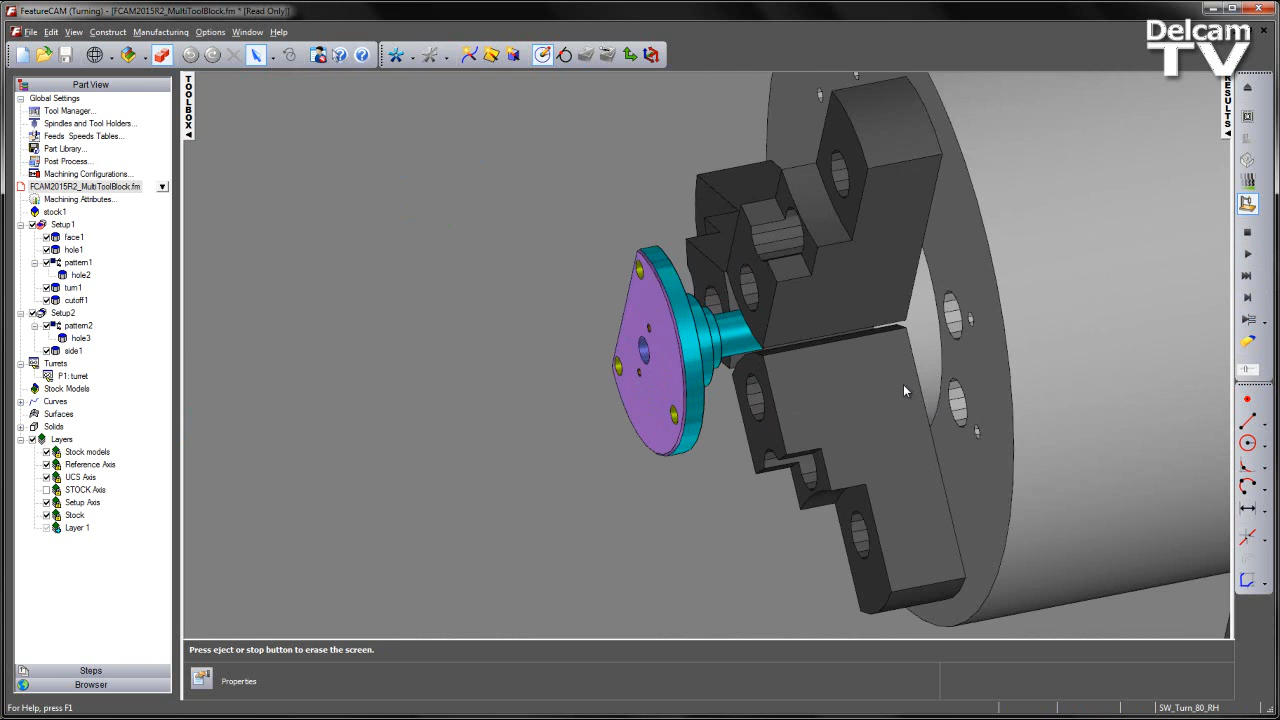 FeatureCAM (Turning) - [FCAM2015R2_MultiToolBlock.fm * [Read Only]]
File Edit View Construct Manufacturing Options Window Help
Delcam
TV
Part View
Global Settings
Tool Manager...
Spindles and Tool Holders...
Feeds Speeds Tables...
Part Library...
Post Process...
Machining Configurations...
FCAM2015R2_MultiToolBlock.fm
Machining Attributes...
stock1
Setup1
face1
hole1
pattern1
hole2
turn1
cutoff1
Setup2
pattern2
hole3
side1
Turrets
P1: turret
Stock Models
Curves
Surfaces
Solids
Layers
Stock models
Reference Axis
UCS Axis
STOCK Axis
Setup Axis
Stock
Layer 1
Steps
Browser
TOOLBOX
RESULTS
Press eject or stop button to erase the screen.
Properties
For Help, press F1
SW_Turn_80_RH